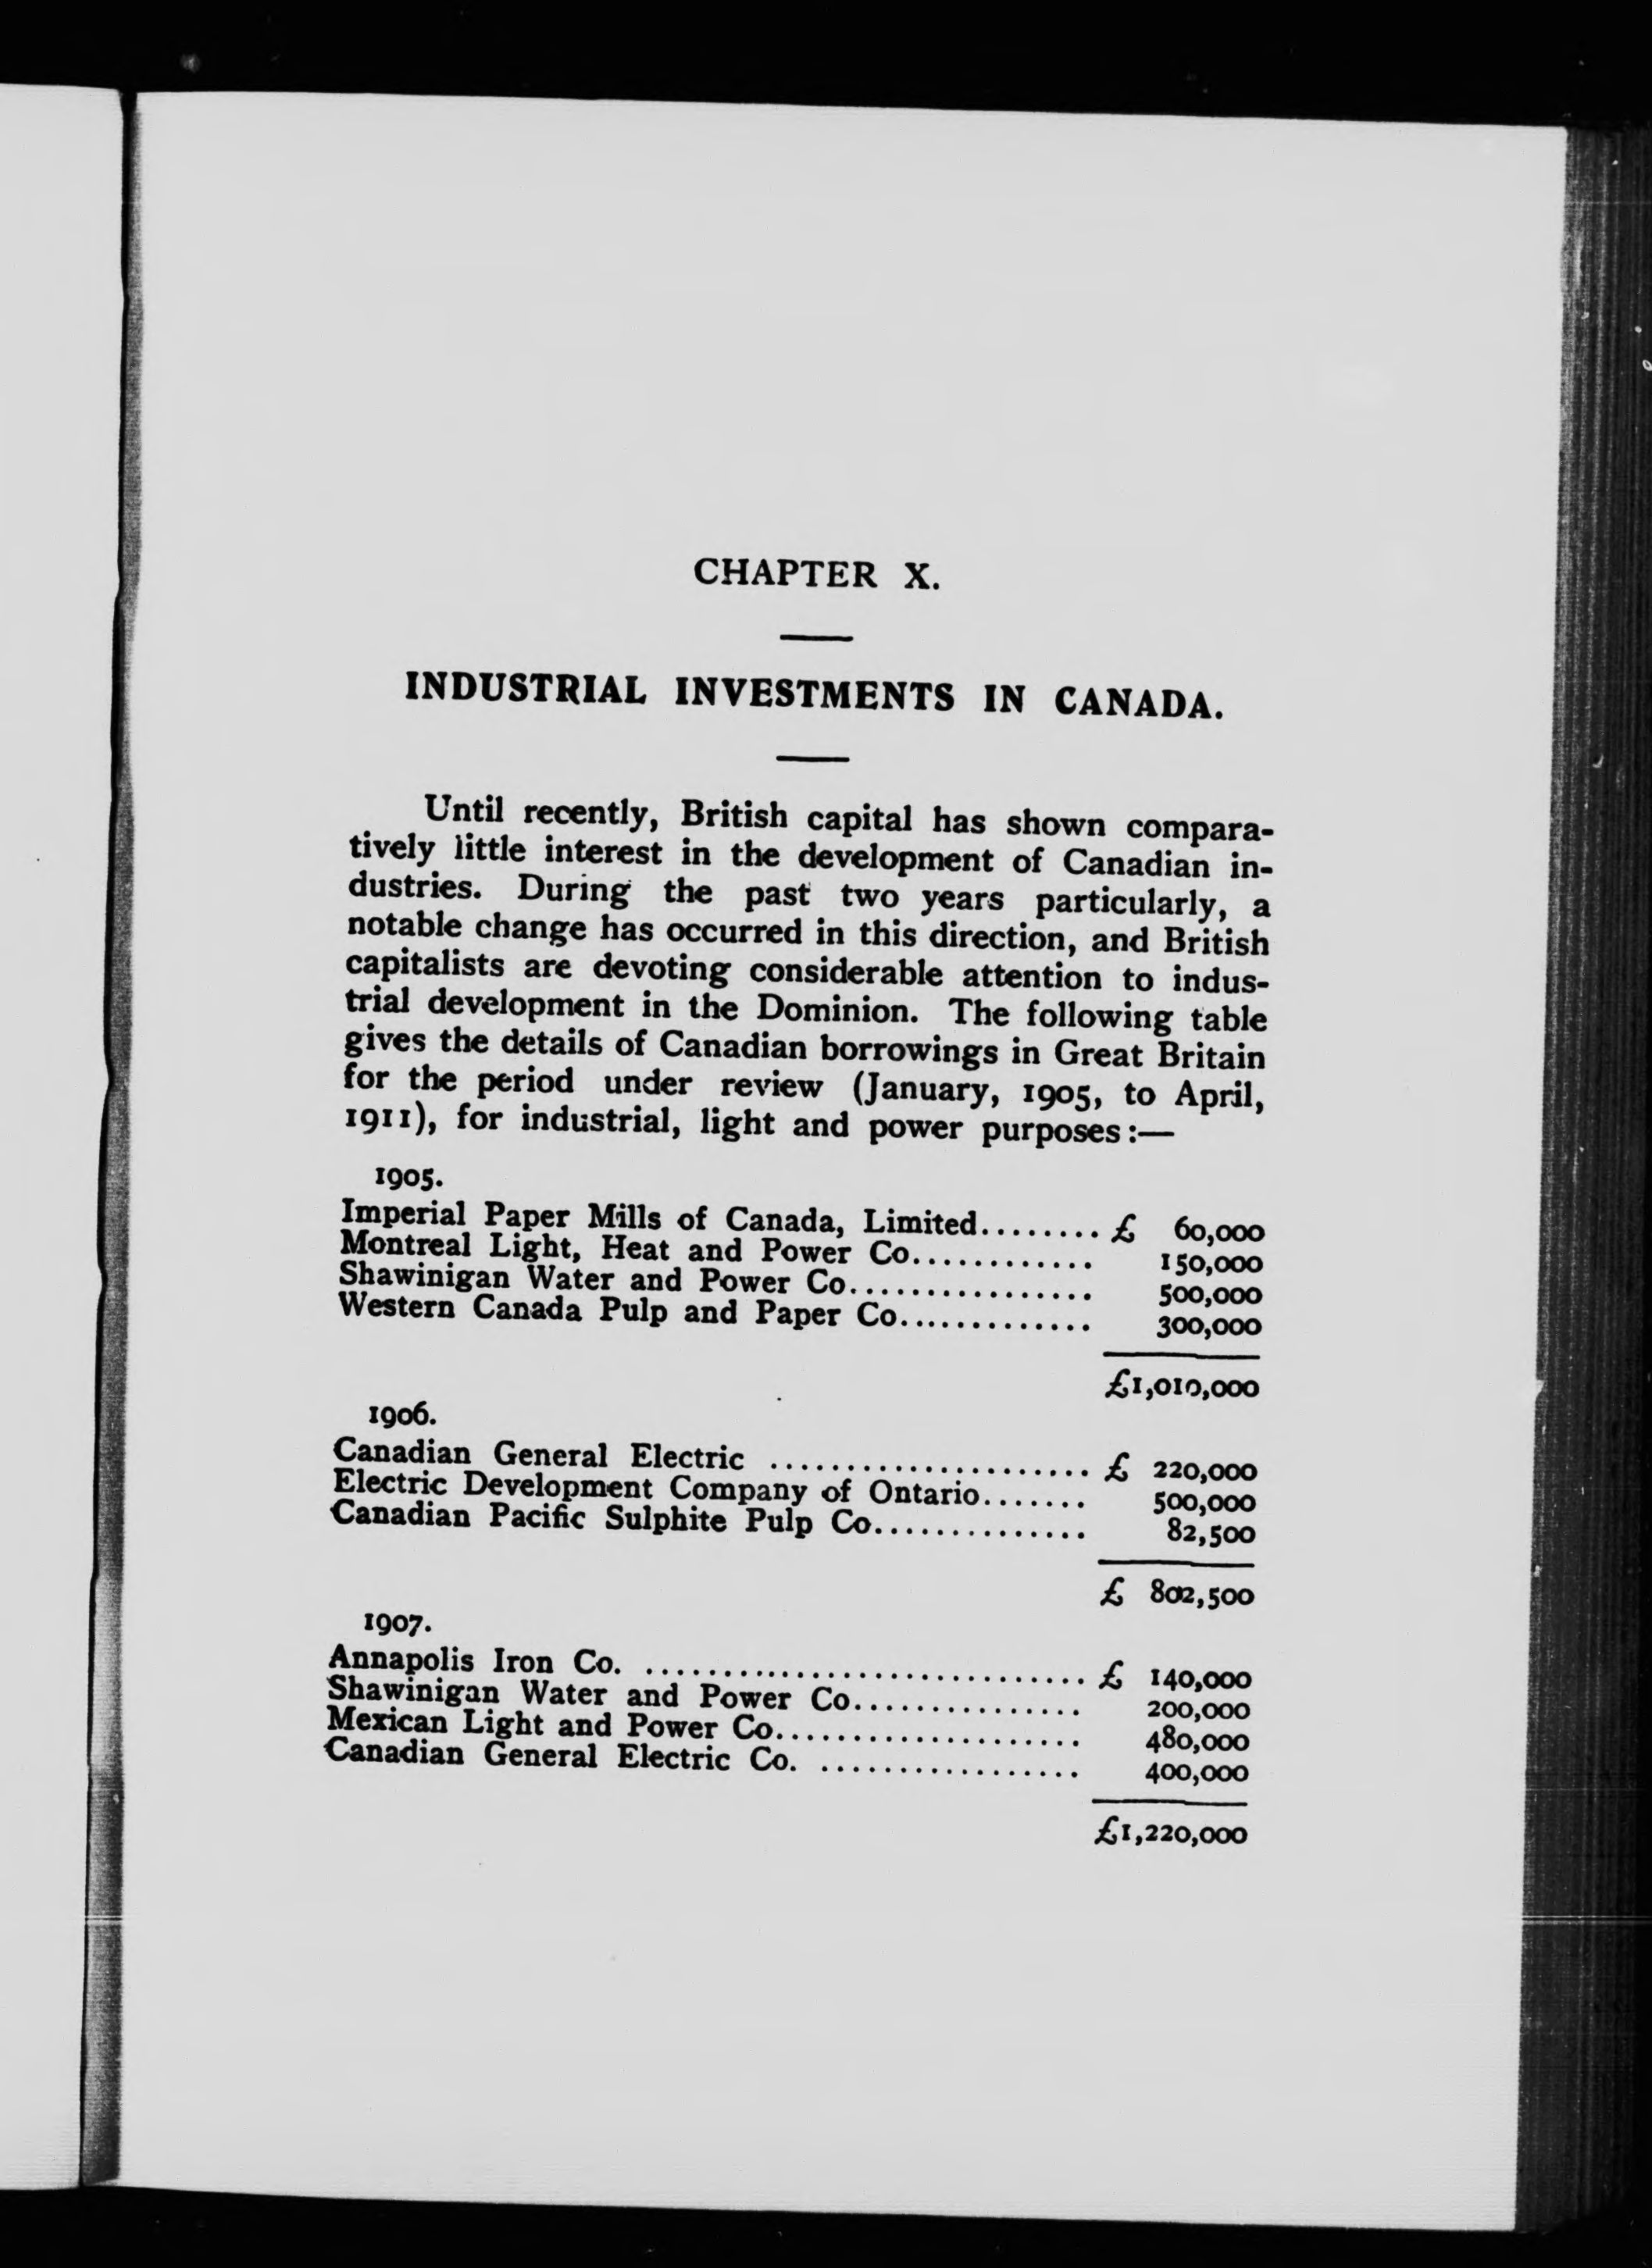 CHAPTER X.
INDUSTRIAL INVESTMENTS IN CANADA.
Until recently, British capital has shown compara-
tively little interest in the development of Canadian in-
dustries. During the past two years particularly, a
notable change has occurred in this direction, and British
capitalists are devoting considerable attention to indus-
trial development in the Dominion. The following table
gives the details of Canadian borrowings in Great Britain
for the period under review (January, 1905, to April,
1911), for industrial, light and power purposes:—
1905.
Imperial Paper Mills of Canada, Limited........ £ 60,000
Montreal Light, Heat and Power Co............ 150,000
Shawinigan Water and Power Co................ 500,000
Western Canada Pulp and Paper Co............. 300,000
£1,010,000
1906.
Canadian General Electric ..................... £ 220,000
Electric Development Company of Ontario....... 500,000
Canadian Pacific Sulphite Pulp Co.............. 82,500
£ 802,500
1907.
Annapolis Iron Co. ............................. £ 140,000
Shawinigan Water and Power Co............... 200,000
Mexican Light and Power Co.................... 480,000
Canadian General Electric Co. ................. 400,000
£1,220,000